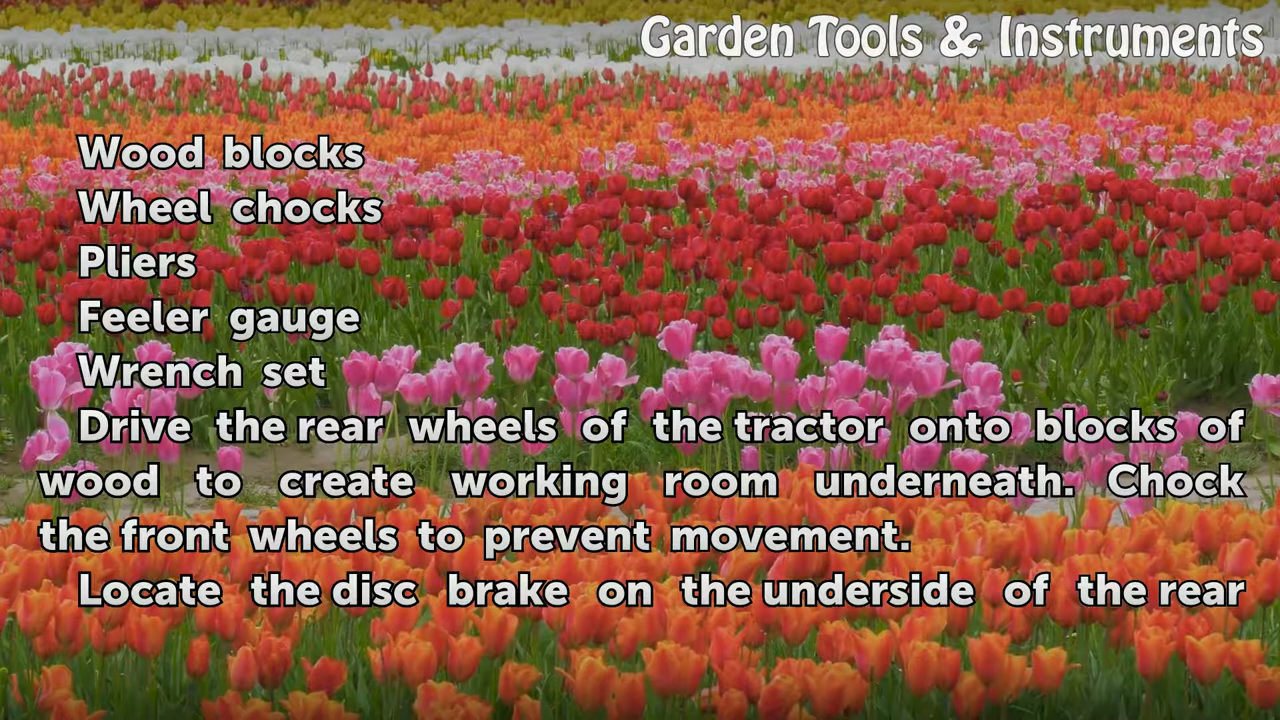 Garden Tools & Instruments
Wood blocks
Wheel chocks
Pliers
Feeler gauge
Wrench set
Drive the rear wheels of the tractor onto blocks of
wood to create working room underneath. Chock
the front wheels to prevent movement.
Locate the disc brake on the underside of the rear